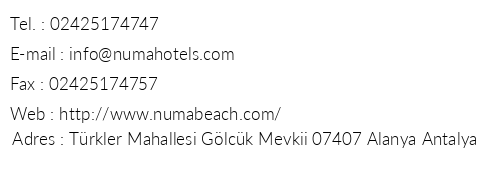 Tel. : 02425174747
E-mail : info@numahotels.com
Fax : 02425174757
Web : http://www.numabeach.com/
Adres : Türkler Mahallesi Gölcük Mevkii 07407 Alanya Antalya